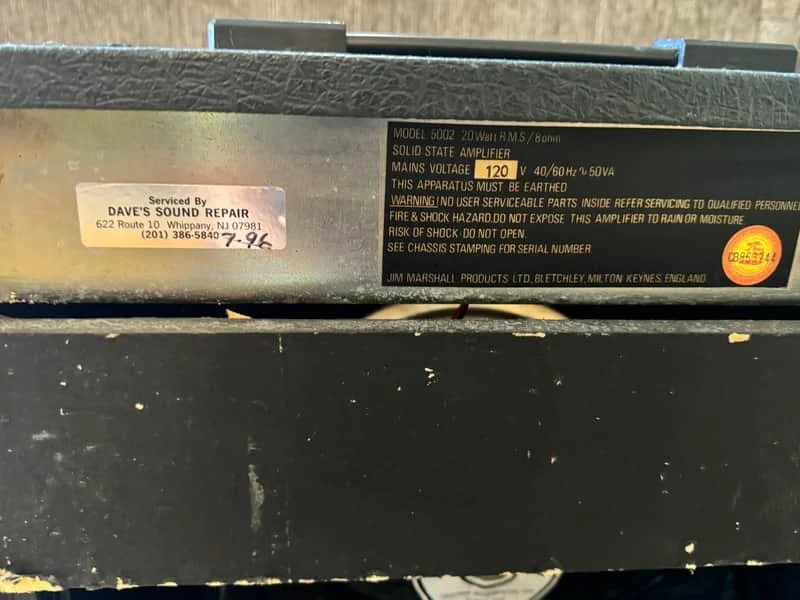 Serviced By
DAVE'S SOUND REPAIR
622 Route 10 Whippany, NJ 07981
(201) 386-5840 7-96
MODEL 5002 20 Watt R.M.S./8 ohm
SOLID STATE AMPLIFIER
MAINS VOLTAGE 120 V 40/60 Hz ∿ 50VA
THIS APPARATUS MUST BE EARTHED
WARNING! NO USER SERVICEABLE PARTS INSIDE REFER SERVICING TO QUALIFIED PERSONNEL
FIRE & SHOCK HAZARD.DO NOT EXPOSE THIS AMPLIFIER TO RAIN OR MOISTURE.
RISK OF SHOCK·DO NOT OPEN.
SEE CHASSIS STAMPING FOR SERIAL NUMBER
JIM MARSHALL PRODUCTS LTD, BLETCHLEY, MILTON KEYNES, ENGLAND